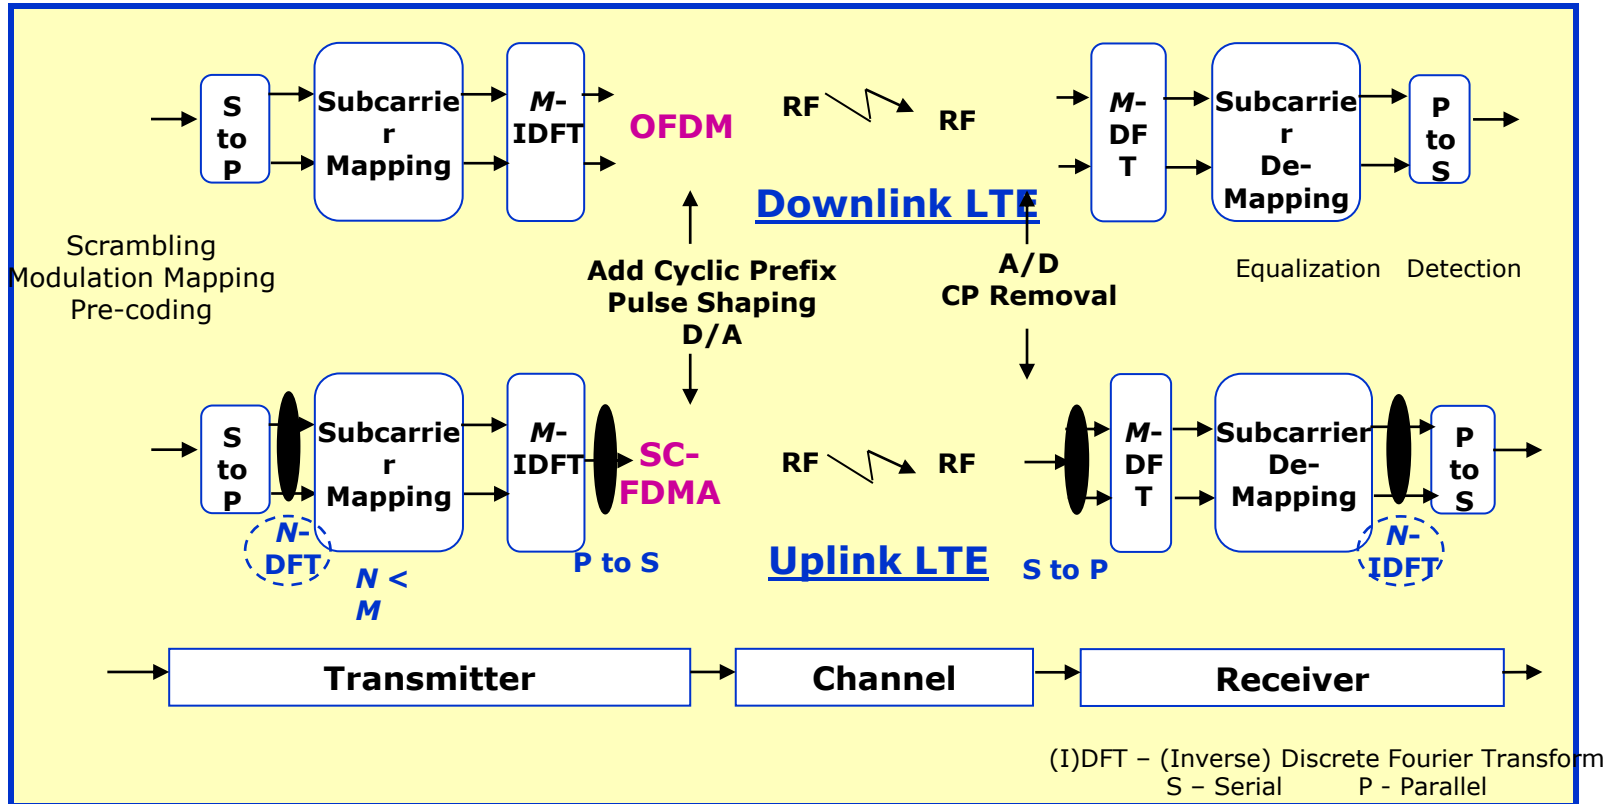 S
to
P
Subcarrie
r
Mapping
M-
IDFT
OFDM
RF
RF
M-
DF
T
Subcarrie
r
De-
Mapping
P
to
S
Downlink LTE
Scrambling
Modulation Mapping
Pre-coding
Add Cyclic Prefix
Pulse Shaping
D/A
A/D
CP Removal
Equalization
Detection
S
to
P
N-
DFT
Subcarrie
r
Mapping
N <
M
M-
IDFT
P to S
SC-
FDMA
RF
RF
Uplink LTE
S to P
M-
DF
T
Subcarrier
De-
Mapping
N-
IDFT
P
to
S
Transmitter
Channel
Receiver
(I)DFT – (Inverse) Discrete Fourier Transform
S – Serial P - Parallel